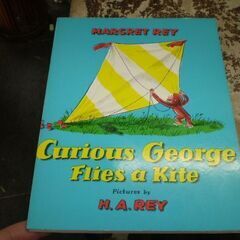 MARGRET REY
Curious George
Flies a Kite
Pictures by
H.A.REY